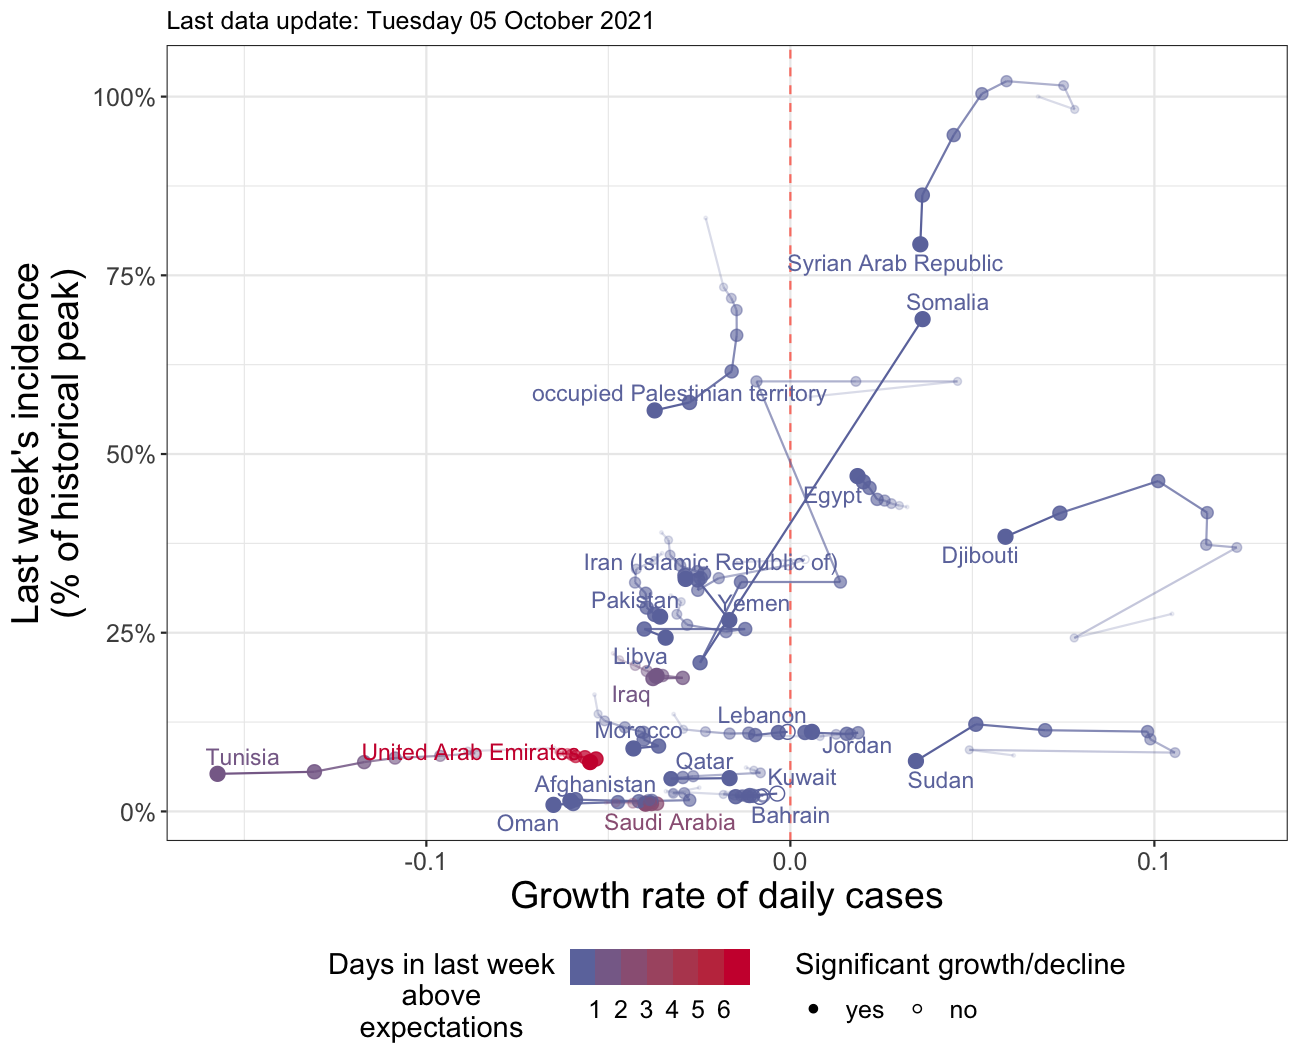 Last data update: Tuesday 05 October 2021
Last week's incidence
(% of historical peak)
100%
75%
50%
25%
0%
Syrian Arab Republic
Somalia
occupied Palestinian territory
Egypt
Djibouti
Iran (Islamic Republic of)
Pakistan
Yemen
Libya
Iraq
Lebanon
Morocco
Jordan
Tunisia
United Arab Emirates
Qatar
Kuwait
Sudan
Afghanistan
Bahrain
Oman
Saudi Arabia
-0.1
0.0
0.1
Growth rate of daily cases
Days in last week
above
expectations
1 2 3 4 5 6
Significant growth/decline
yes
no